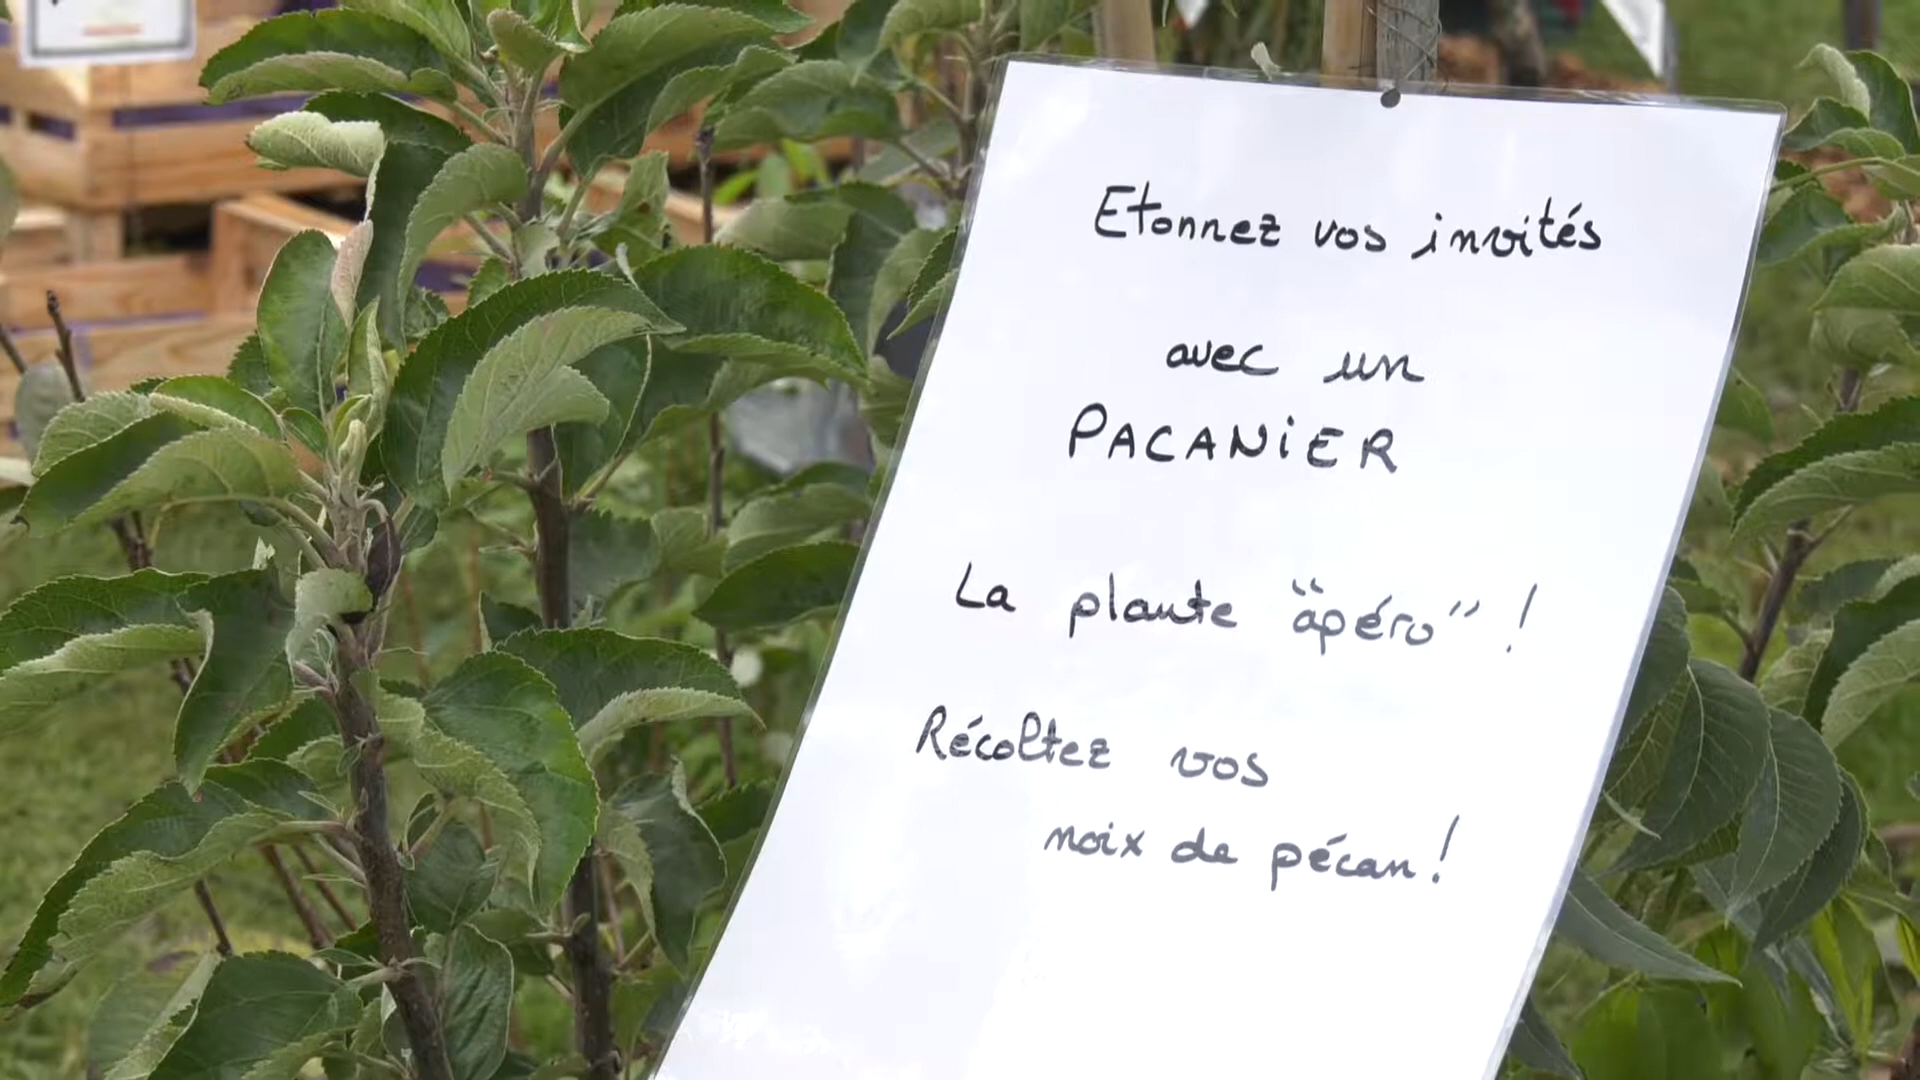 Etonnez vos invités
avec un
PACANIER
La plante "apéro" !
Récoltez vos
noix de pécan !